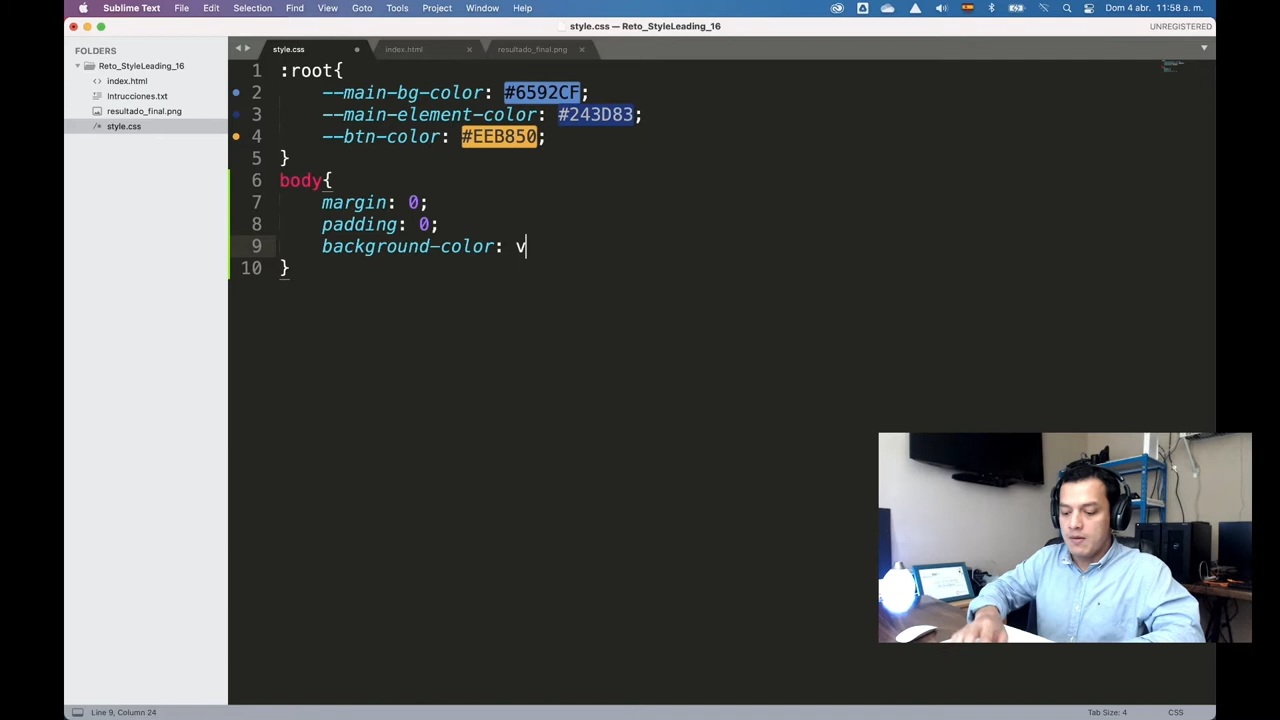 Sublime Text File Edit Selection Find View Goto Tools Project Window Help Dom 4 abr. 11:58 a. m.
style.css — Reto_StyleLeading_16 UNREGISTERED
FOLDERS
Reto_StyleLeading_16
index.html
Intrucciones.txt
resultado_final.png
style.css
style.css index.html resultado_final.png
1 :root{
2 --main-bg-color: #6592CF;
3 --main-element-color: #243D83;
4 --btn-color: #EEB850;
5 }
6 body{
7 margin: 0;
8 padding: 0;
9 background-color: v
10 }
Line 9, Column 24 Tab Size: 4 CSS